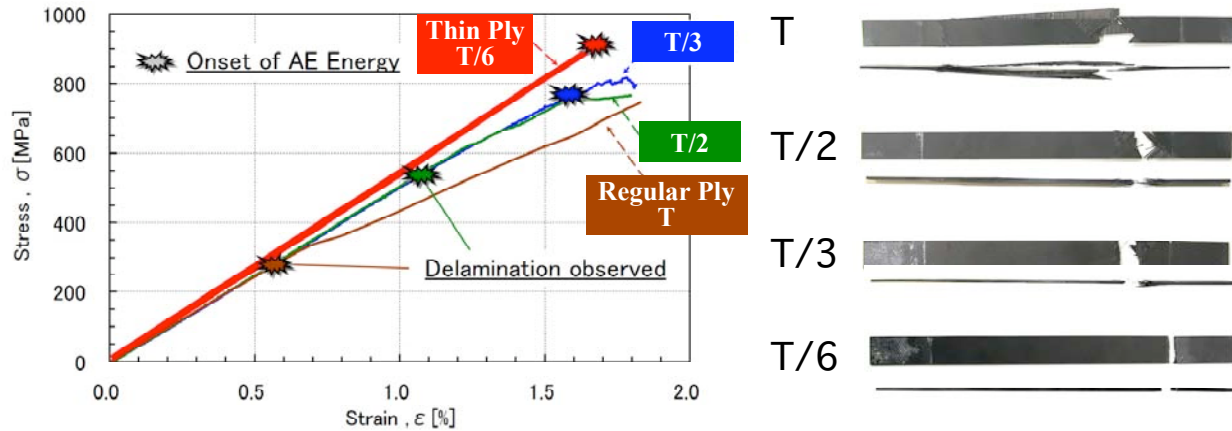 1000
800
600
400
200
0
Stress , σ [MPa]
Onset of AE Energy
Thin Ply
T/6
T/3
T/2
Regular Ply
T
Delamination observed
0.0
0.5
1.0
1.5
2.0
Strain , ε [%]
T
T/2
T/3
T/6